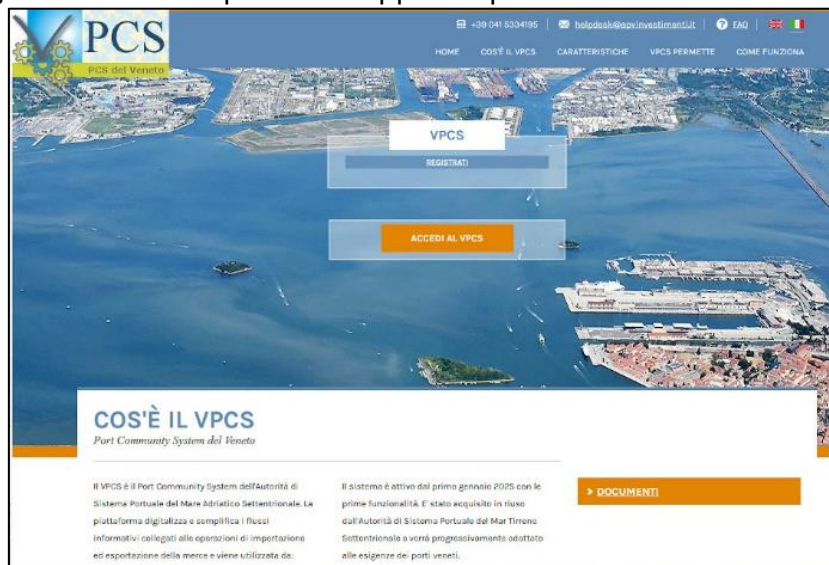 VPCS
PCS del Veneto
+39 041 5334195
helpdesk@apvinvestimenti.it
FAQ
HOME COS'È IL VPCS CARATTERISTICHE VPCS PERMETTE COME FUNZIONA
VPCS
REGISTRATI
ACCEDI AL VPCS
COS'È IL VPCS
Port Community System del Veneto
Il VPCS è il Port Community System dell'Autorità di
Sistema Portuale del Mare Adriatico Settentrionale. La
piattaforma digitalizza e semplifica i flussi
informativi collegati alle operazioni di importazione
ed esportazione della merce e viene utilizzata da:
Il sistema è attivo dal primo gennaio 2025 con le
prime funzionalità. E' stato acquisito in riuso
dall'Autorità di Sistema Portuale del Mar Tirreno
Settentrionale e verrà progressivamente adattato
alle esigenze dei porti veneti.
> DOCUMENTI